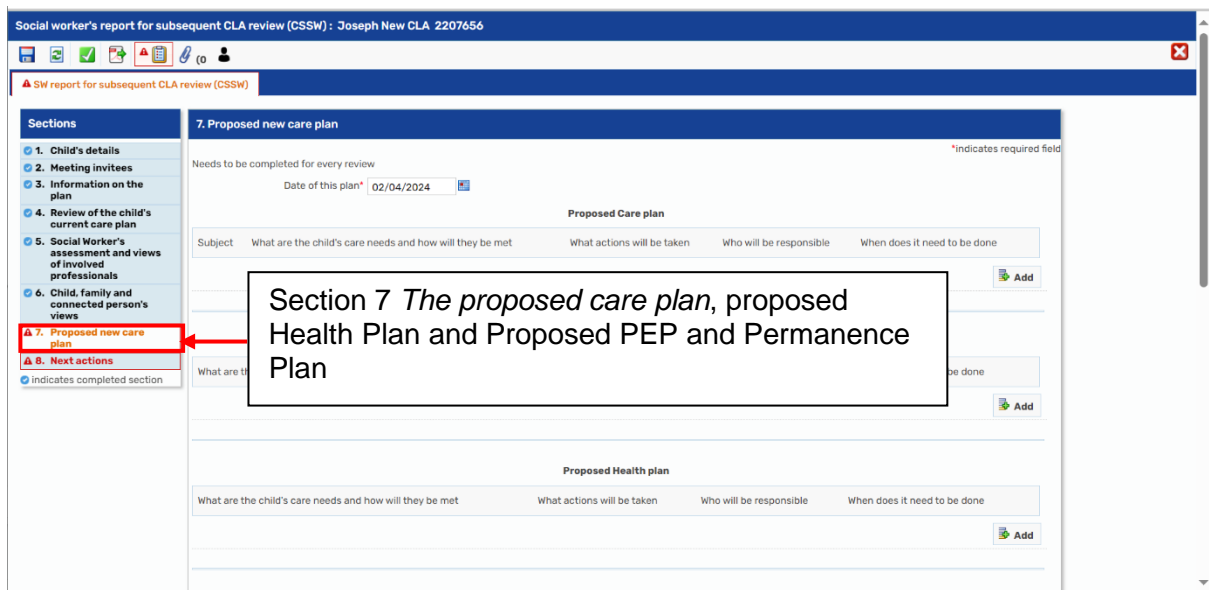 Social worker's report for subsequent CLA review (CSSW) : Joseph New CLA 2207656
(0
SW report for subsequent CLA review (CSSW)
Sections
1. Child's details
2. Meeting invitees
3. Information on the
plan
4. Review of the child's
current care plan
5. Social Worker's
assessment and views
of involved
professionals
6. Child, family and
connected person's
views
7. Proposed new care
plan
8. Next actions
indicates completed section
7. Proposed new care plan
*indicates required field
Needs to be completed for every review
Date of this plan* 02/04/2024
Proposed Care plan
Subject What are the child's care needs and how will they be met What actions will be taken Who will be responsible When does it need to be done
Add
Section 7 The proposed care plan, proposed
Health Plan and Proposed PEP and Permanence
Plan
What are be done
Add
Proposed Health plan
What are the child's care needs and how will they be met What actions will be taken Who will be responsible When does it need to be done
Add